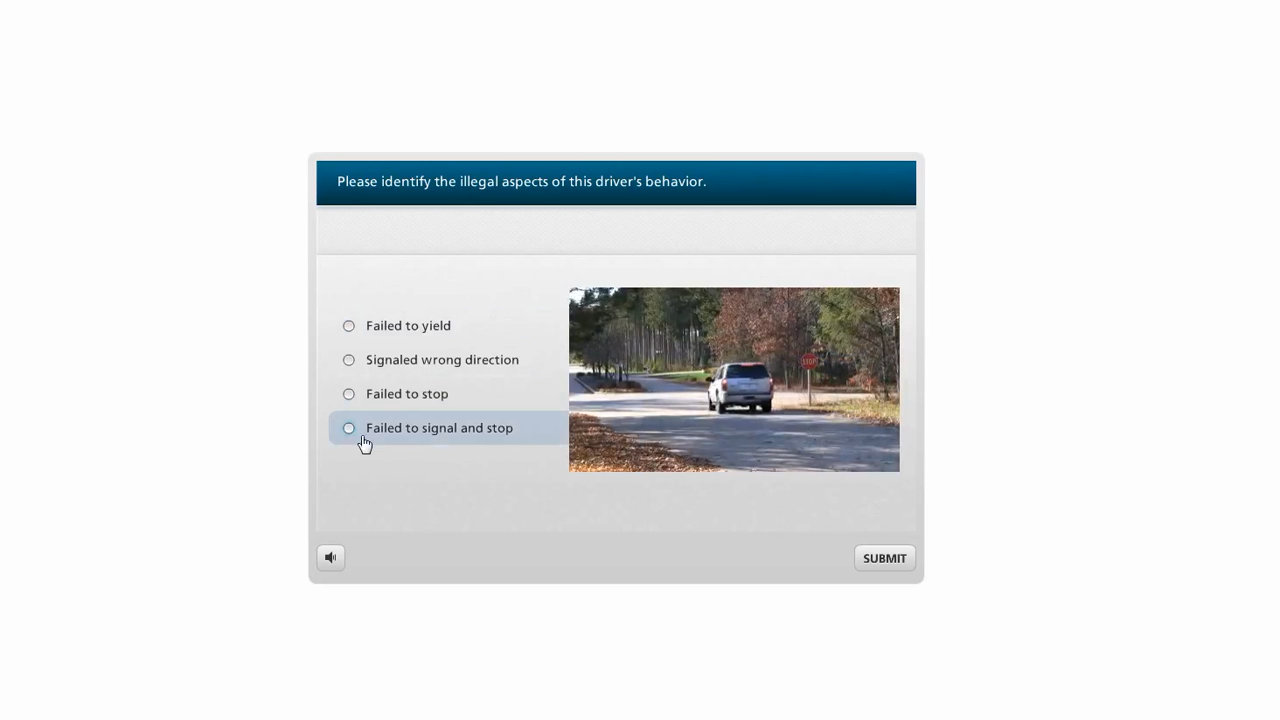 Please identify the illegal aspects of this driver's behavior.
Failed to yield
Signaled wrong direction
Failed to stop
STOP
Failed to signal and stop
SUBMIT